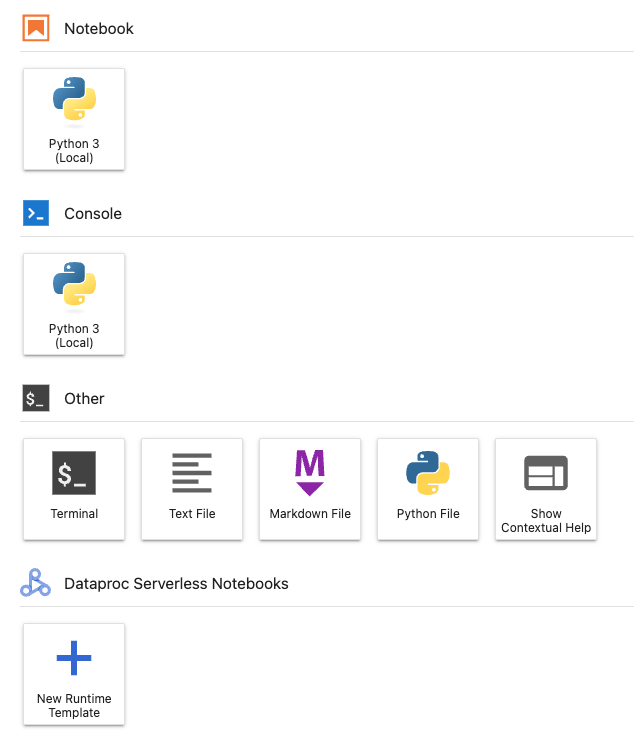 Notebook
Python 3
(Local)
Console
Python 3
(Local)
$_ Other
$_
Terminal
Text File
M
Markdown File
Python File
Show
Contextual Help
Dataproc Serverless Notebooks
New Runtime
Template